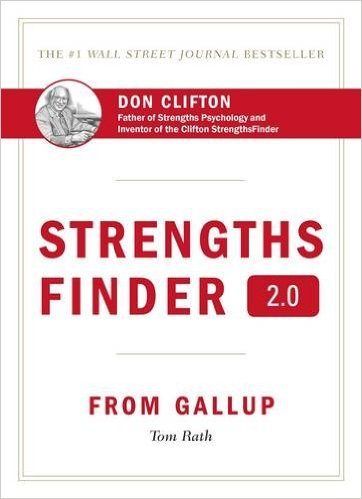 THE #1 WALL STREET JOURNAL BESTSELLER
DON CLIFTON
Father of Strengths Psychology and
Inventor of the Clifton StrengthsFinder
STRENGTHS
FINDER 2.0
FROM GALLUP
Tom Rath